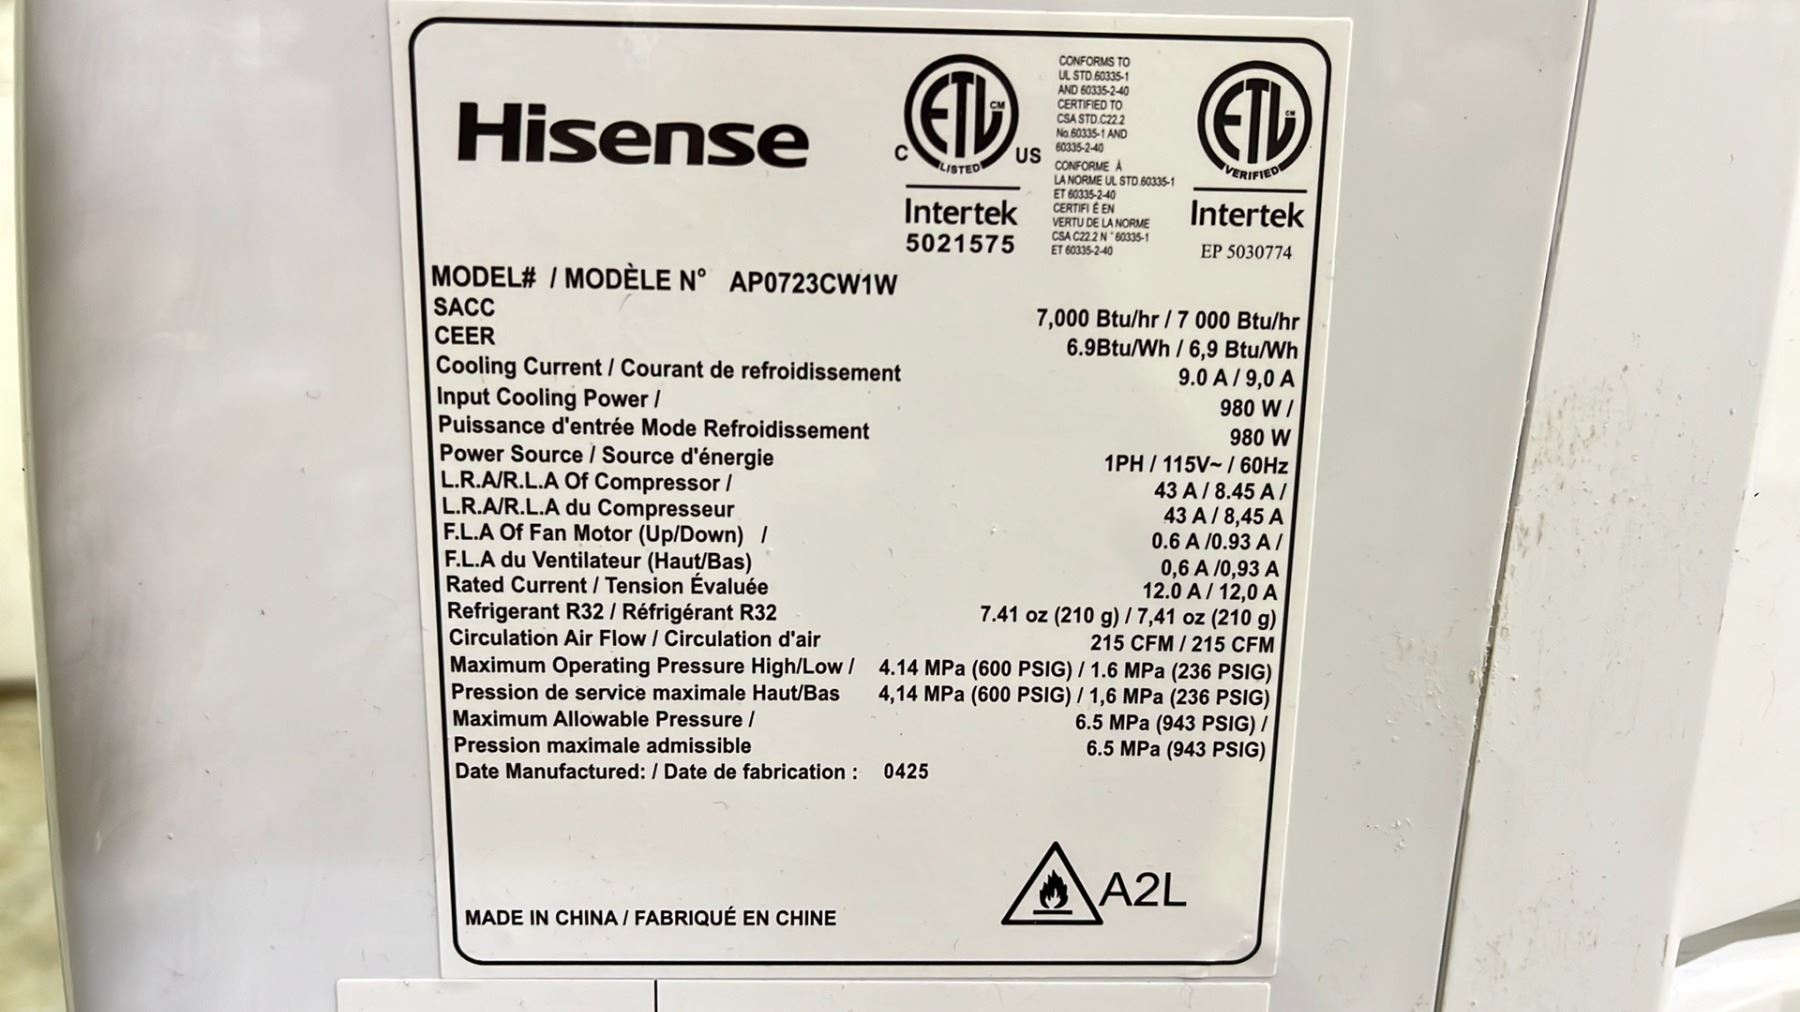 Hisense
C ETL CM LISTED US
Intertek
5021575
CONFORMS TO
UL STD.60335-1
AND 60335-2-40
CERTIFIED TO
CSA STD.C22.2
No.60335-1 AND
60335-2-40
CONFORME À
LA NORME UL STD.60335-1
ET 60335-2-40
CERTIFI É EN
VERTU DE LA NORME
CSA C22.2 N ° 60335-1
ET 60335-2-40
ETL CM VERIFIED
Intertek
EP 5030774
MODEL# / MODÈLE N° AP0723CW1W
SACC 7,000 Btu/hr / 7 000 Btu/hr
CEER 6.9Btu/Wh / 6,9 Btu/Wh
Cooling Current / Courant de refroidissement 9.0 A / 9,0 A
Input Cooling Power / 980 W /
Puissance d'entrée Mode Refroidissement 980 W
Power Source / Source d'énergie 1PH / 115V~ / 60Hz
L.R.A/R.L.A Of Compressor / 43 A / 8.45 A /
L.R.A/R.L.A du Compresseur 43 A / 8,45 A
F.L.A Of Fan Motor (Up/Down) / 0.6 A /0.93 A /
F.L.A du Ventilateur (Haut/Bas) 0,6 A /0,93 A
Rated Current / Tension Évaluée 12.0 A / 12,0 A
Refrigerant R32 / Réfrigérant R32 7.41 oz (210 g) / 7,41 oz (210 g)
Circulation Air Flow / Circulation d'air 215 CFM / 215 CFM
Maximum Operating Pressure High/Low / 4.14 MPa (600 PSIG) / 1.6 MPa (236 PSIG)
Pression de service maximale Haut/Bas 4,14 MPa (600 PSIG) / 1,6 MPa (236 PSIG)
Maximum Allowable Pressure / 6.5 MPa (943 PSIG) /
Pression maximale admissible 6.5 MPa (943 PSIG)
Date Manufactured: / Date de fabrication : 0425
A2L
MADE IN CHINA / FABRIQUÉ EN CHINE